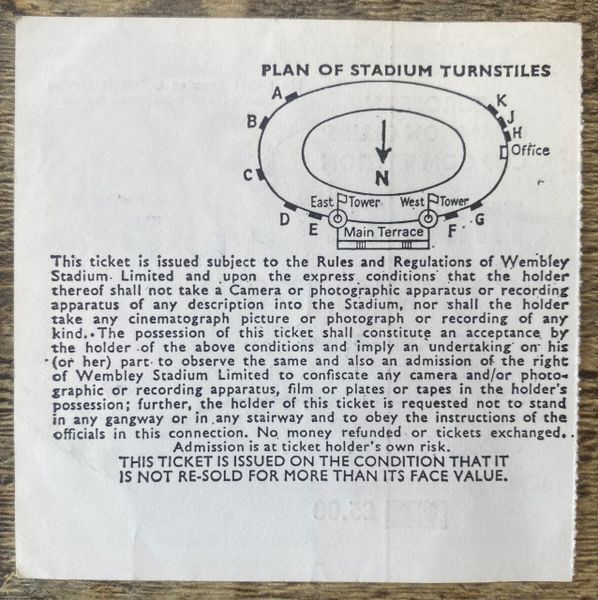 PLAN OF STADIUM TURNSTILES
A
B
C
D
E
F
G
K
J
H
Office
N
East Tower
West Tower
Main Terrace
This ticket is issued subject to the Rules and Regulations of Wembley
Stadium Limited and upon the express conditions that the holder
thereof shall not take a Camera or photographic apparatus or recording
apparatus of any description into the Stadium, nor shall the holder
take any cinematograph picture or photograph or recording of any
kind. The possession of this ticket shall constitute an acceptance by
the holder of the above conditions and imply an undertaking on his
(or her) part to observe the same and also an admission of the right
of Wembley Stadium Limited to confiscate any camera and/or photo-
graphic or recording apparatus, film or plates or tapes in the holder's
possession; further, the holder of this ticket is requested not to stand
in any gangway or in any stairway and to obey the instructions of the
officials in this connection. No money refunded or tickets exchanged.
Admission is at ticket holder's own risk.
THIS TICKET IS ISSUED ON THE CONDITION THAT IT
IS NOT RE-SOLD FOR MORE THAN ITS FACE VALUE.
£5.00